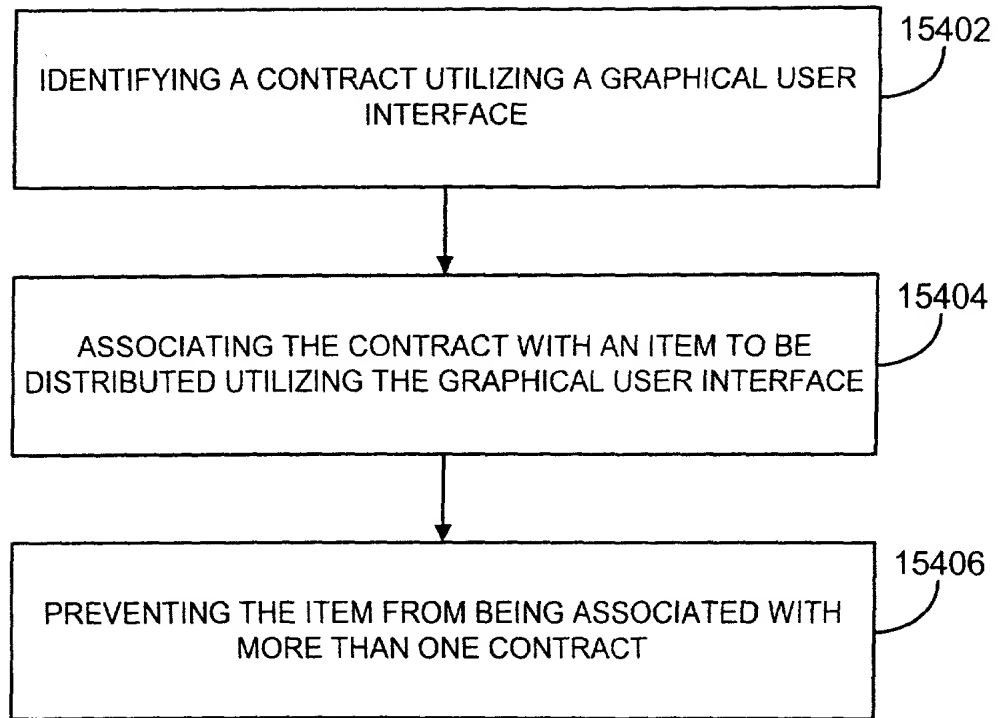 15402
IDENTIFYING A CONTRACT UTILIZING A GRAPHICAL USER
INTERFACE
15404
ASSOCIATING THE CONTRACT WITH AN ITEM TO BE
DISTRIBUTED UTILIZING THE GRAPHICAL USER INTERFACE
15406
PREVENTING THE ITEM FROM BEING ASSOCIATED WITH
MORE THAN ONE CONTRACT